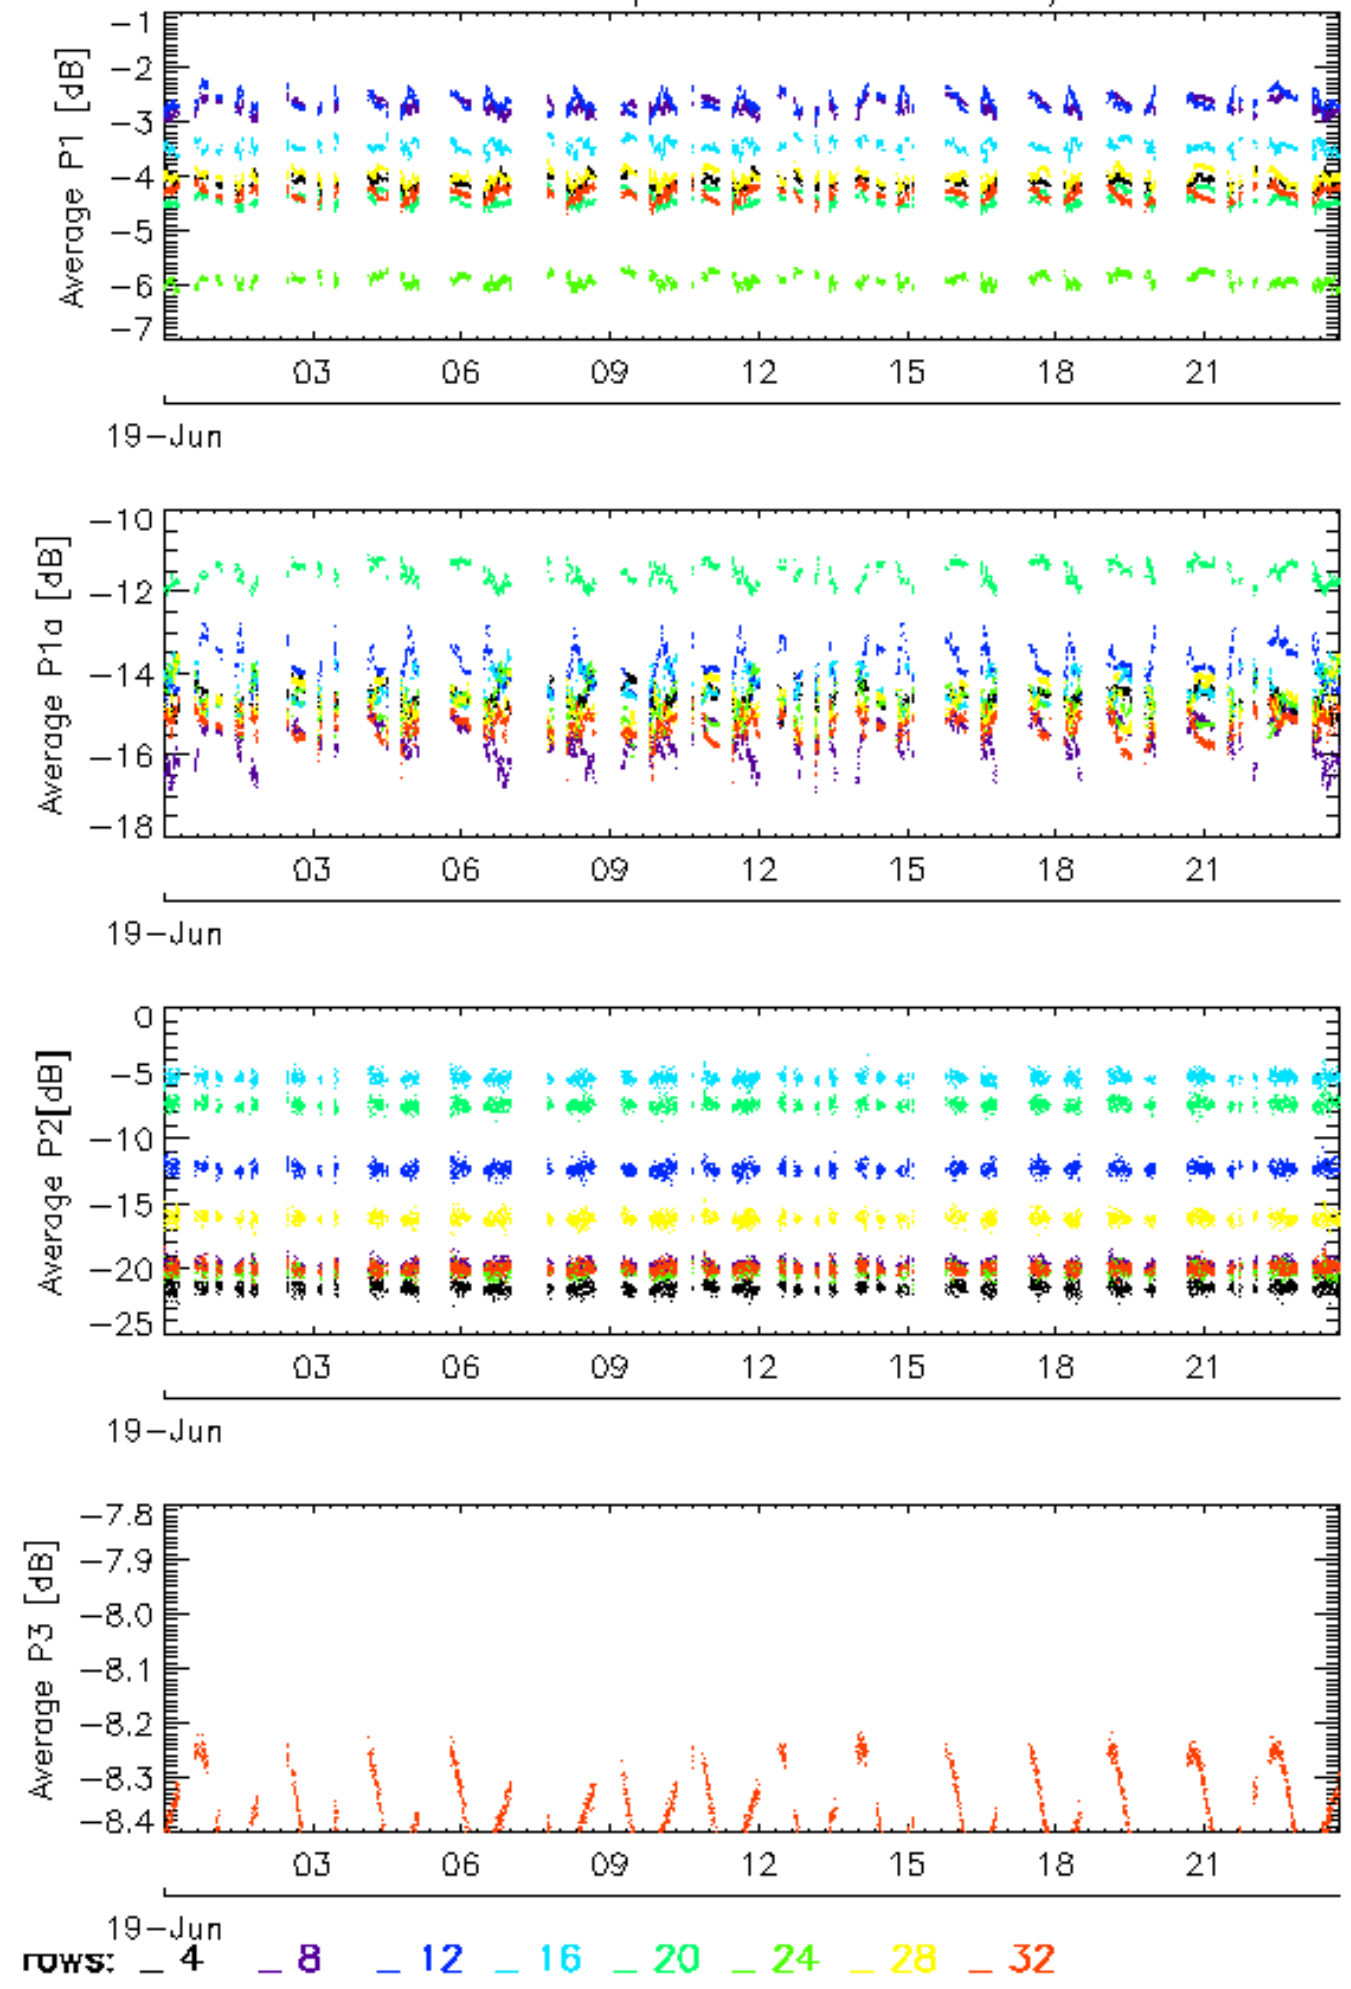 Average P1 [dB]
-1
-2
-3
-4
-5
-6
-7
03 06 09 12 15 18 21
19-Jun
Average P1a [dB]
-10
-12
-14
-16
-18
03 06 09 12 15 18 21
19-Jun
Average P2[dB]
0
-5
-10
-15
-20
-25
03 06 09 12 15 18 21
19-Jun
Average P3 [dB]
-7.8
-7.9
-8.0
-8.1
-8.2
-8.3
-8.4
03 06 09 12 15 18 21
19-Jun
rows: _ 4 _ 8 _ 12 _ 16 _ 20 _ 24 _ 28 _ 32